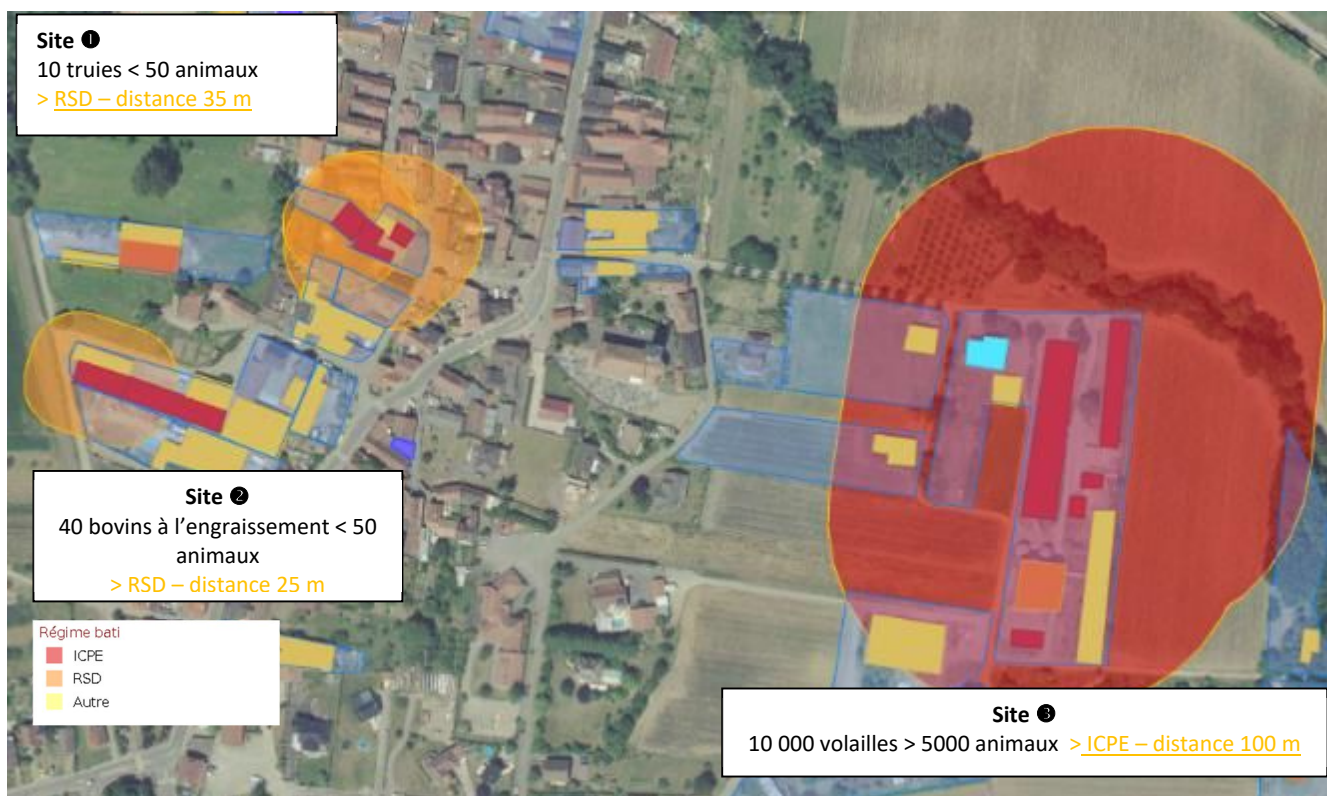 Site ❶
10 truies < 50 animaux
> RSD – distance 35 m
Site ❷
40 bovins à l'engraissement < 50
animaux
> RSD – distance 25 m
Régime bati
ICPE
RSD
Autre
Site ❸
10 000 volailles > 5000 animaux > ICPE – distance 100 m